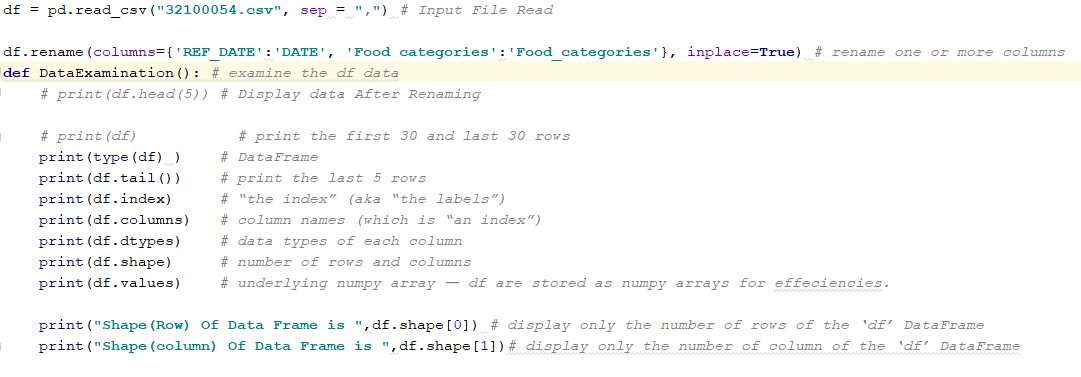 df = pd.read_csv("32100054.csv", sep = ",") # Input File Read
df.rename(columns={'REF_DATE':'DATE', 'Food categories':'Food_categories'}, inplace=True) # rename one or more columns
def DataExamination(): # examine the df data
# print(df.head(5)) # Display data After Renaming
# print(df) # print the first 30 and last 30 rows
print(type(df) ) # DataFrame
print(df.tail()) # print the last 5 rows
print(df.index) # “the index” (aka “the labels”)
print(df.columns) # column names (which is “an index”)
print(df.dtypes) # data types of each column
print(df.shape) # number of rows and columns
print(df.values) # underlying numpy array — df are stored as numpy arrays for effeciencies.
print("Shape(Row) Of Data Frame is ",df.shape[0]) # display only the number of rows of the ‘df’ DataFrame
print("Shape(column) Of Data Frame is ",df.shape[1])# display only the number of column of the ‘df’ DataFrame